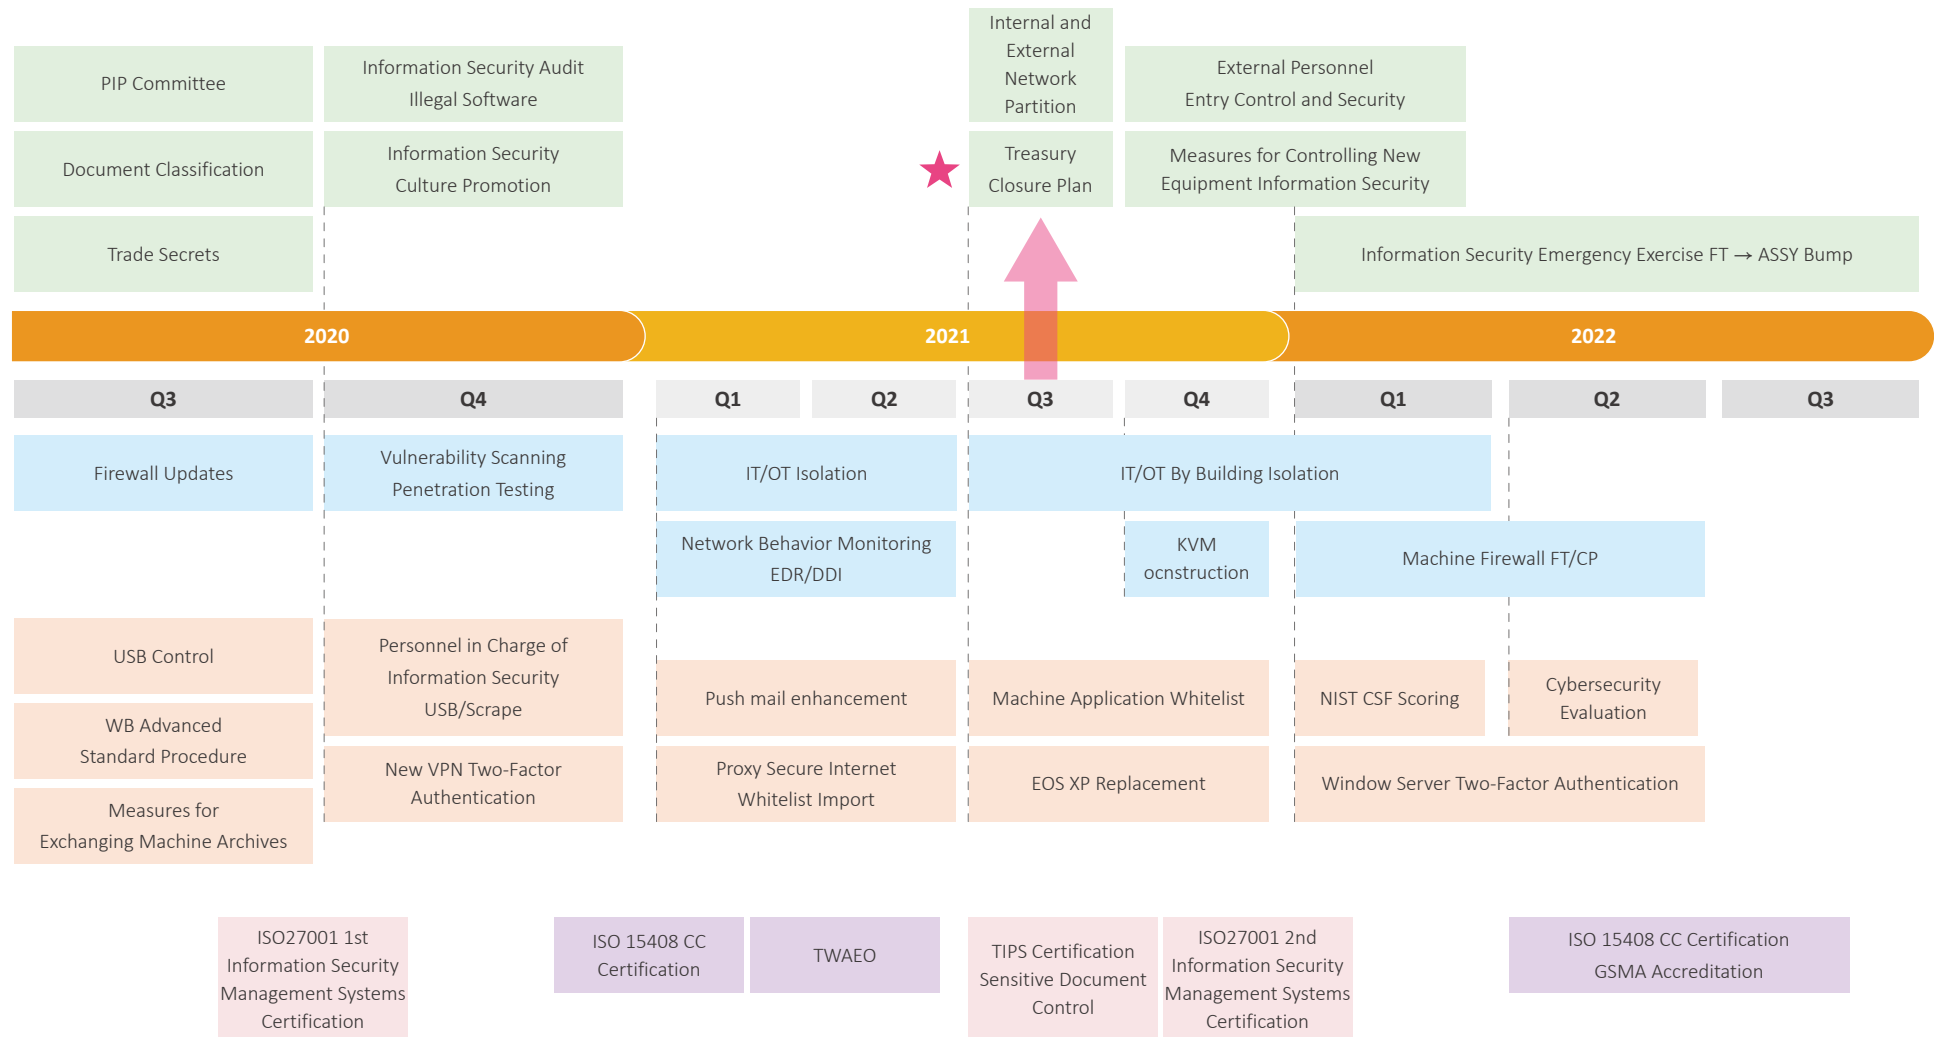 PIP Committee
Document Classification
Trade Secrets
Information Security Audit
Illegal Software
Information Security
Culture Promotion
Internal and
External
Network
Partition
Treasury
Closure Plan
External Personnel
Entry Control and Security
Measures for Controlling New
Equipment Information Security
Information Security Emergency Exercise FT → ASSY Bump
2020
2021
2022
Q3
Q4
Q1
Q2
Q3
Q4
Q1
Q2
Q3
Firewall Updates
Vulnerability Scanning
Penetration Testing
IT/OT Isolation
IT/OT By Building Isolation
Network Behavior Monitoring
EDR/DDI
KVM
ocnstruction
Machine Firewall FT/CP
USB Control
WB Advanced
Standard Procedure
Measures for
Exchanging Machine Archives
Personnel in Charge of
Information Security
USB/Scrape
New VPN Two-Factor
Authentication
Push mail enhancement
Proxy Secure Internet
Whitelist Import
Machine Application Whitelist
EOS XP Replacement
NIST CSF Scoring
Cybersecurity
Evaluation
Window Server Two-Factor Authentication
ISO27001 1st
Information Security
Management Systems
Certification
ISO 15408 CC
Certification
TWAEO
TIPS Certification
Sensitive Document
Control
ISO27001 2nd
Information Security
Management Systems
Certification
ISO 15408 CC Certification
GSMA Accreditation